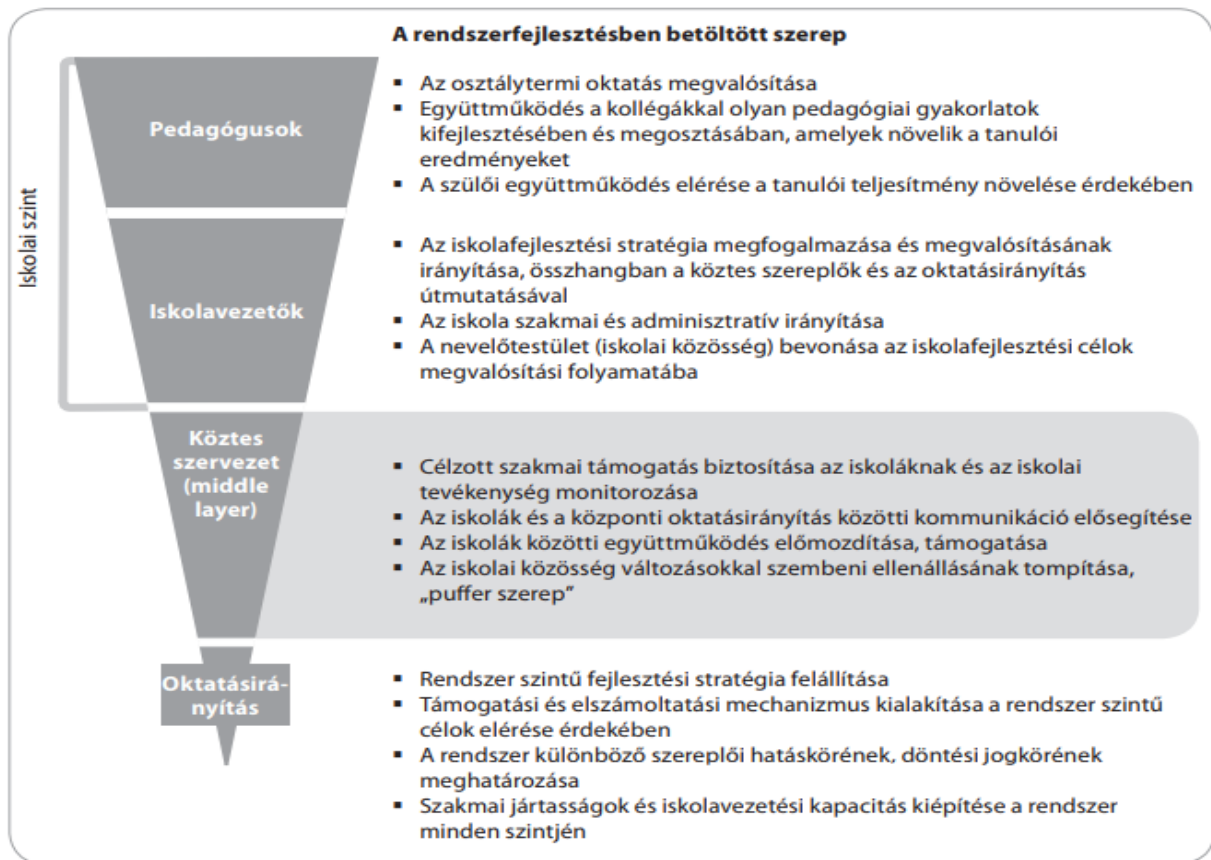 A rendszerfejlesztésben betöltött szerep
Iskolai szint
Pedagógusok
▪ Az osztálytermi oktatás megvalósítása
▪ Együttműködés a kollégákkal olyan pedagógiai gyakorlatok
kifejlesztésében és megosztásában, amelyek növelik a tanulói
eredményeket
▪ A szülői együttműködés elérése a tanulói teljesítmény növelése érdekében
Iskolavezetők
▪ Az iskolafejlesztési stratégia megfogalmazása és megvalósításának
irányítása, összhangban a köztes szereplők és az oktatásirányítás
útmutatásával
▪ Az iskola szakmai és adminisztratív irányítása
▪ A nevelőtestület (iskolai közösség) bevonása az iskolafejlesztési célok
megvalósítási folyamatába
Köztes
szervezet
(middle
layer)
▪ Célzott szakmai támogatás biztosítása az iskoláknak és az iskolai
tevékenység monitorozása
▪ Az iskolák és a központi oktatásirányítás közötti kommunikáció elősegítése
▪ Az iskolák közötti együttműködés előmozdítása, támogatása
▪ Az iskolai közösség változásokkal szembeni ellenállásának tompítása,
„puffer szerep”
Oktatásirá-
nyítás
▪ Rendszer szintű fejlesztési stratégia felállítása
▪ Támogatási és elszámoltatási mechanizmus kialakítása a rendszer szintű
célok elérése érdekében
▪ A rendszer különböző szereplői hatáskörének, döntési jogkörének
meghatározása
▪ Szakmai jártasságok és iskolavezetési kapacitás kiépítése a rendszer
minden szintjén